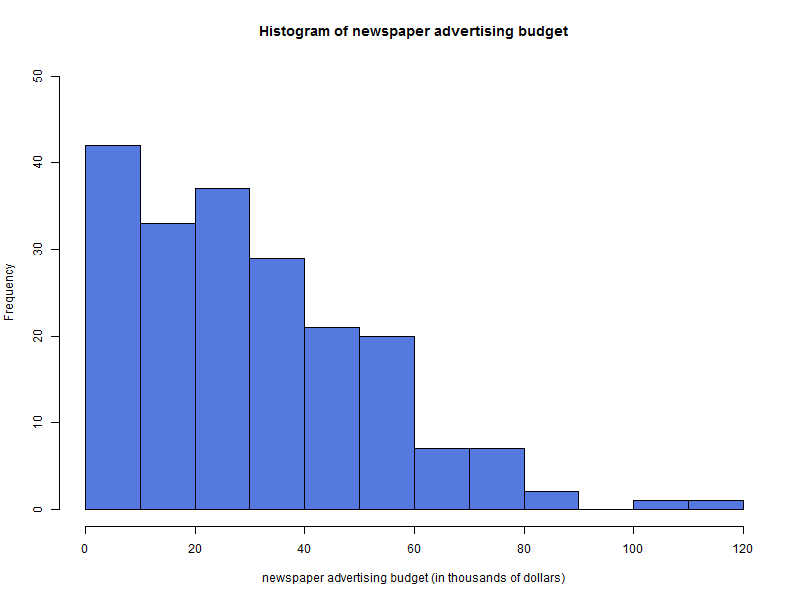 Histogram of newspaper advertising budget
50
40
30
20
10
0
Frequency
0 20 40 60 80 100 120
newspaper advertising budget (in thousands of dollars)